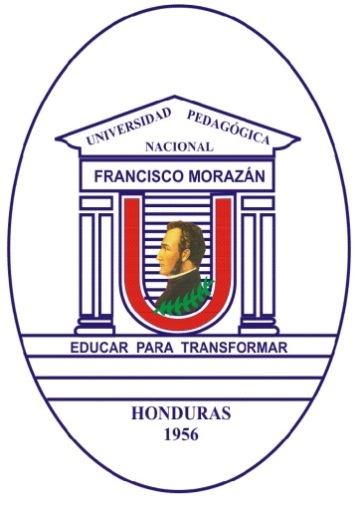 UNIVERSIDAD PEDAGÓGICA
NACIONAL
FRANCISCO MORAZÁN
EDUCAR PARA TRANSFORMAR
HONDURAS
1956